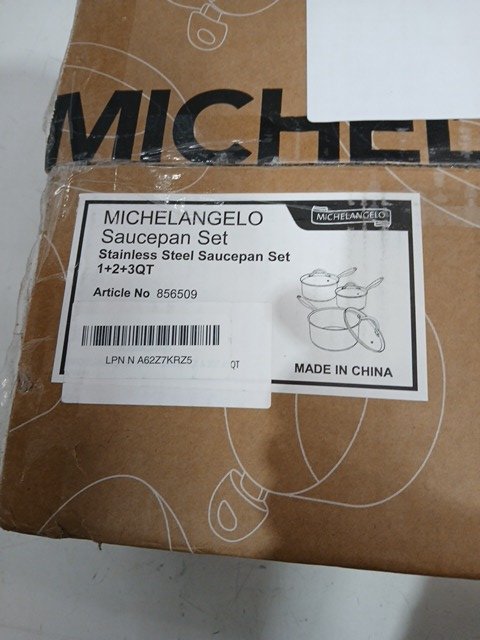 MICHEL
MICHELANGELO
Saucepan Set
Stainless Steel Saucepan Set
1+2+3QT
Article No 856509
MICHELANGELO
LPN N A62Z7KRZ5
QT
MADE IN CHINA